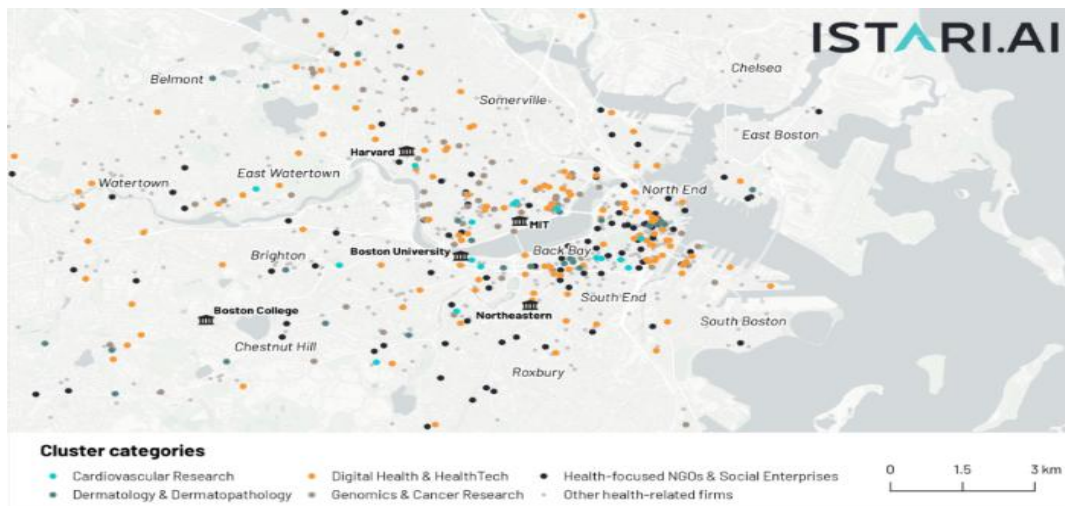 ISTARI.AI
Chelsea
Belmont
Somerville
East Boston
Harvard
East Watertown
Watertown
North End
MIT
Boston University
Back Bay
Brighton
South End
Boston College
Northeastern
South Boston
Chestnut Hill
Roxbury
Cluster categories
Cardiovascular Research
Digital Health & HealthTech
Health-focused NGOs & Social Enterprises
Dermatology & Dermatopathology
Genomics & Cancer Research
Other health-related firms
0 1.5 3 km